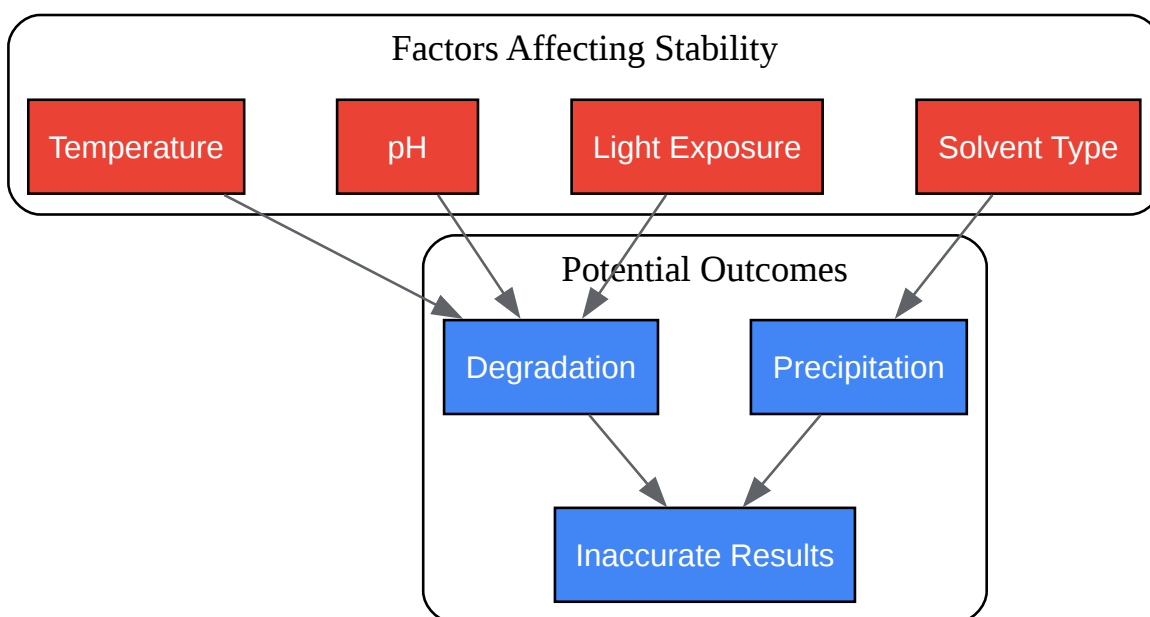 Factors Affecting Stability
Temperature
pH
Light Exposure
Solvent Type
Potential Outcomes
Degradation
Precipitation
Inaccurate Results